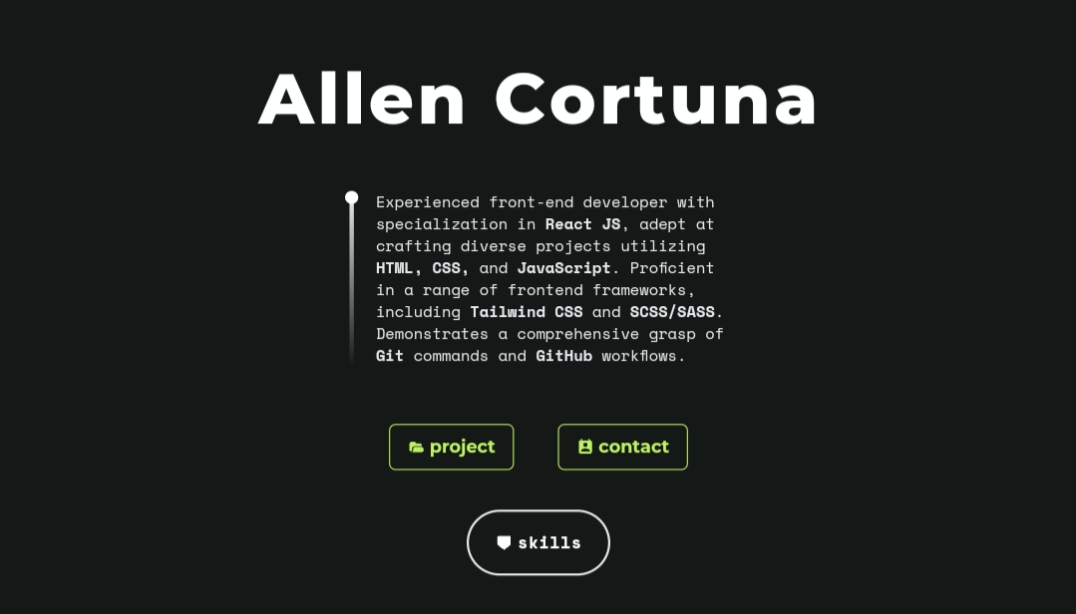 Allen Cortuna
Experienced front-end developer with
specialization in React JS, adept at
crafting diverse projects utilizing
HTML, CSS, and JavaScript. Proficient
in a range of frontend frameworks,
including Tailwind CSS and SCSS/SASS.
Demonstrates a comprehensive grasp of
Git commands and GitHub workflows.
project contact
skills